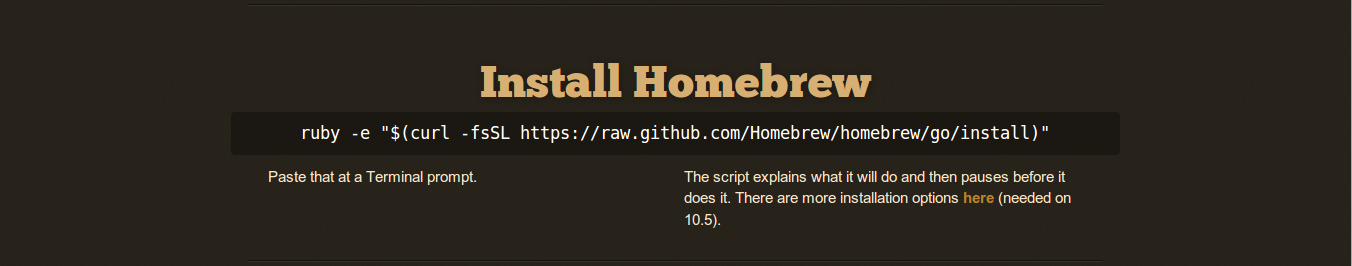 Install Homebrew
ruby -e "$(curl -fsSL https://raw.github.com/Homebrew/homebrew/go/install)"
Paste that at a Terminal prompt.
The script explains what it will do and then pauses before it
does it. There are more installation options here (needed on
10.5).